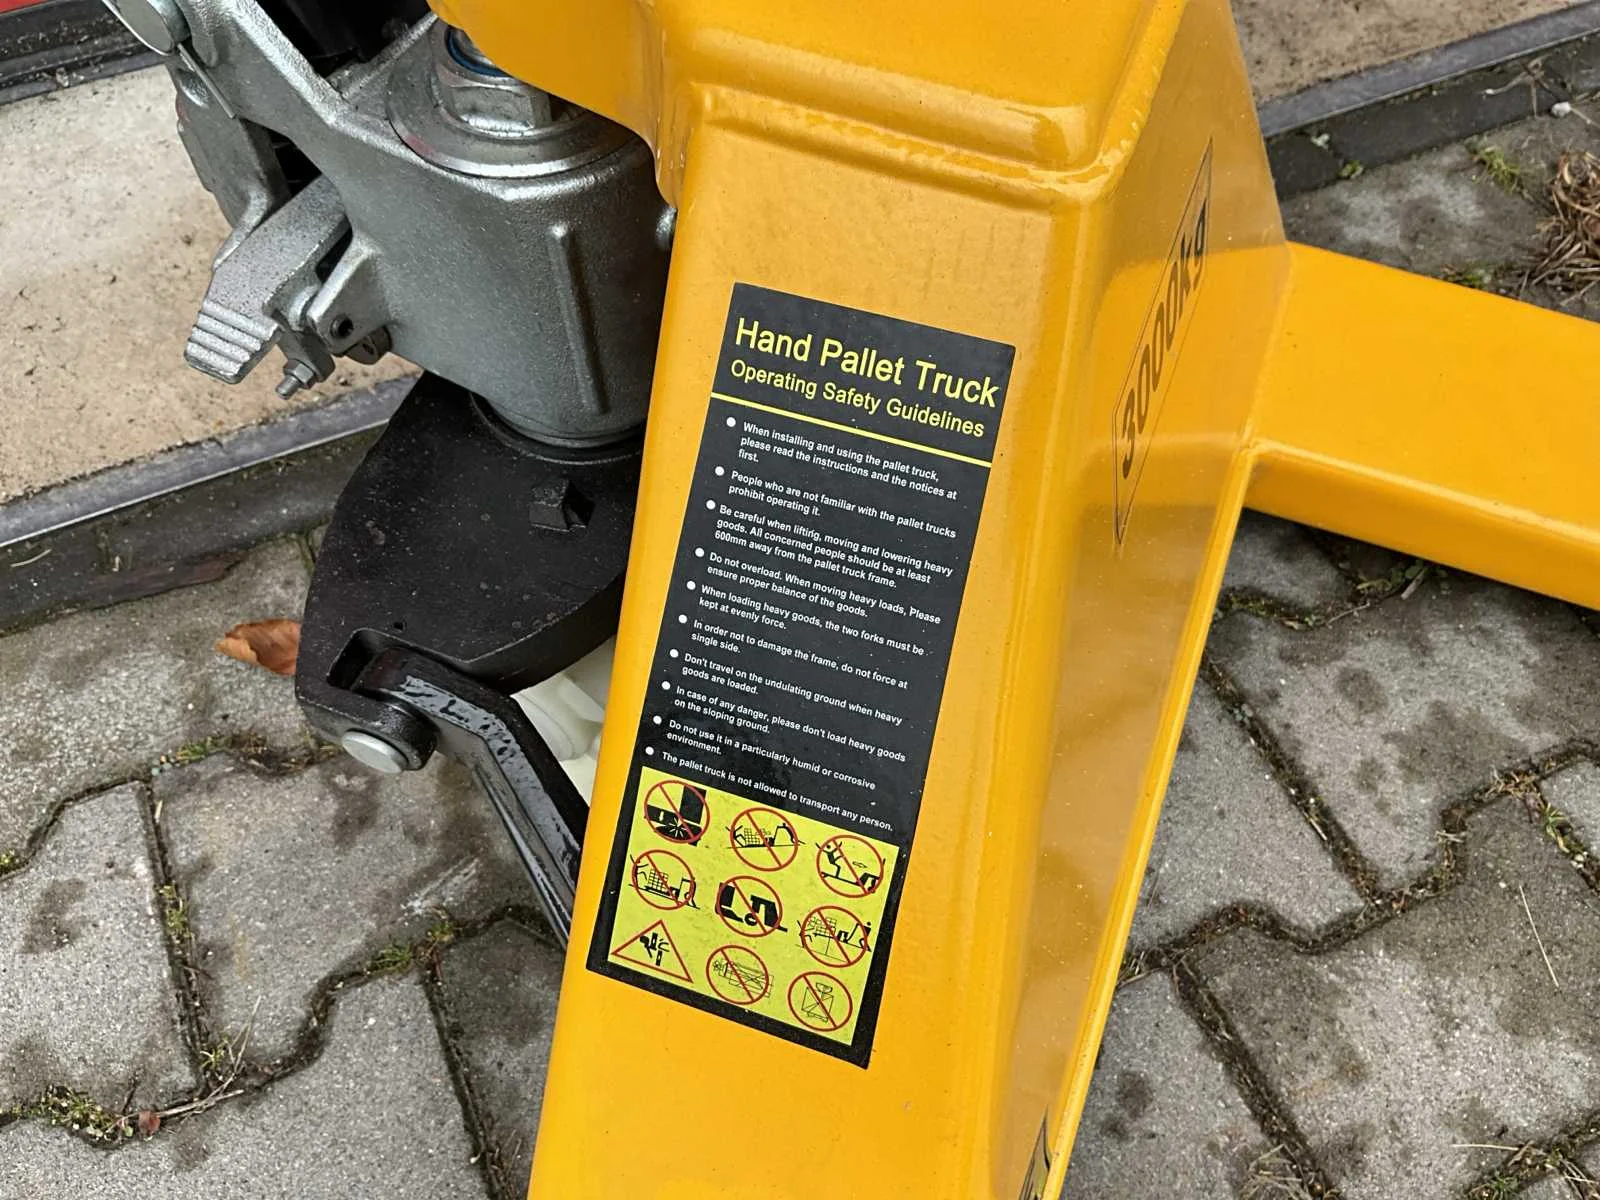 Hand Pallet Truck
Operating Safety Guidelines
When installing and using the pallet truck,
please read the instructions and the notices at
first.
People who are not familiar with the pallet trucks
prohibit operating it.
Be careful when lifting, moving and lowering heavy
goods. All concerned people should be at least
600mm away from the pallet truck frame.
Do not overload. When moving heavy loads, Please
ensure proper balance of the goods.
When loading heavy goods, the two forks must be
kept at evenly force.
In order not to damage the frame, do not force at
single side.
Don't travel on the undulating ground when heavy
goods are loaded.
In case of any danger, please don't load heavy goods
on the sloping ground.
Do not use it in a particularly humid or corrosive
environment.
The pallet truck is not allowed to transport any person.
3000kg